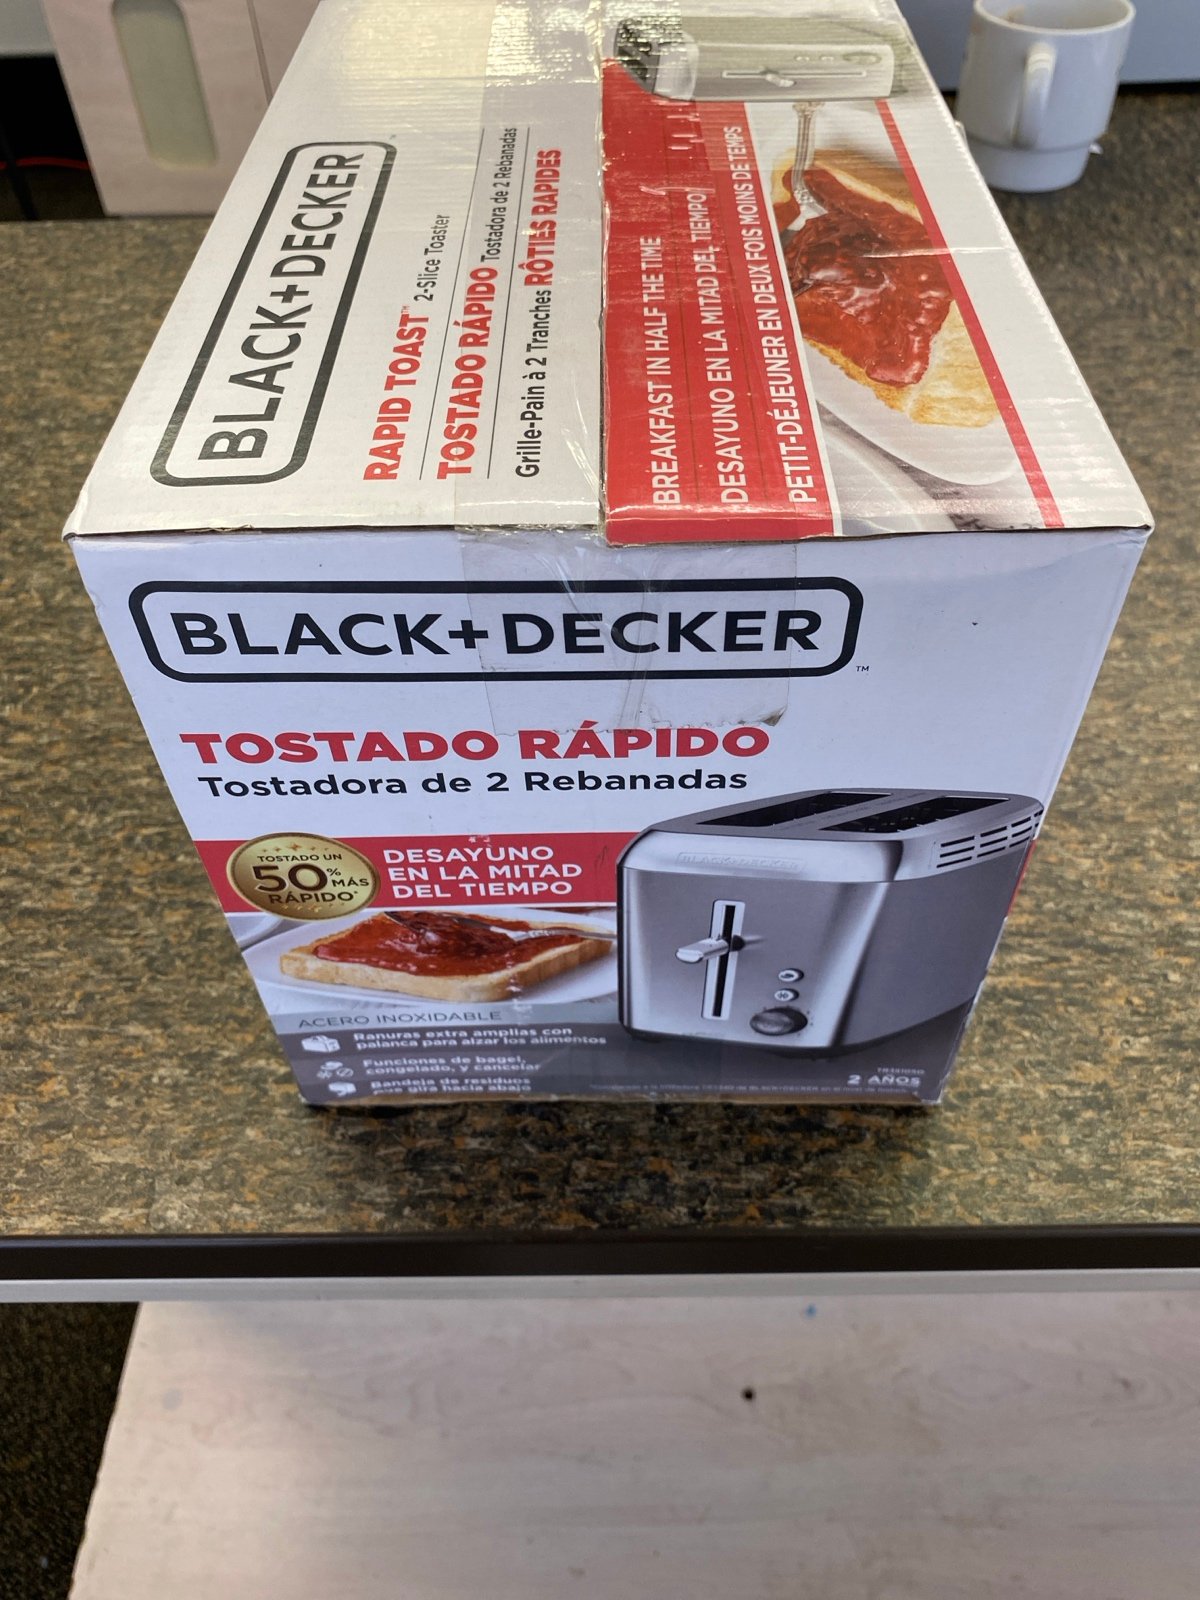 BLACK+DECKER
RAPID TOAST™ 2-Slice Toaster
TOSTADO RÁPIDO Tostadora de 2 Rebanadas
Grille-Pain à 2 Tranches RÔTIES RAPIDES
BREAKFAST IN HALF THE TIME
DESAYUNO EN LA MITAD DEL TIEMPO
PETIT-DÉJEUNER EN DEUX FOIS MOINS DE TEMPS
BLACK+DECKER™
TOSTADO RÁPIDO
Tostadora de 2 Rebanadas
TOSTADO UN
50% MÁS
RÁPIDO*
DESAYUNO
EN LA MITAD
DEL TIEMPO
BLACK+DECKER
ACERO INOXIDABLE
Ranuras extra amplias con
palanca para alzar los alimentos
Funciones de bagel,
congelado, y cancelar
Bandeja de residuos
que gira hacia abajo
2 AÑOS